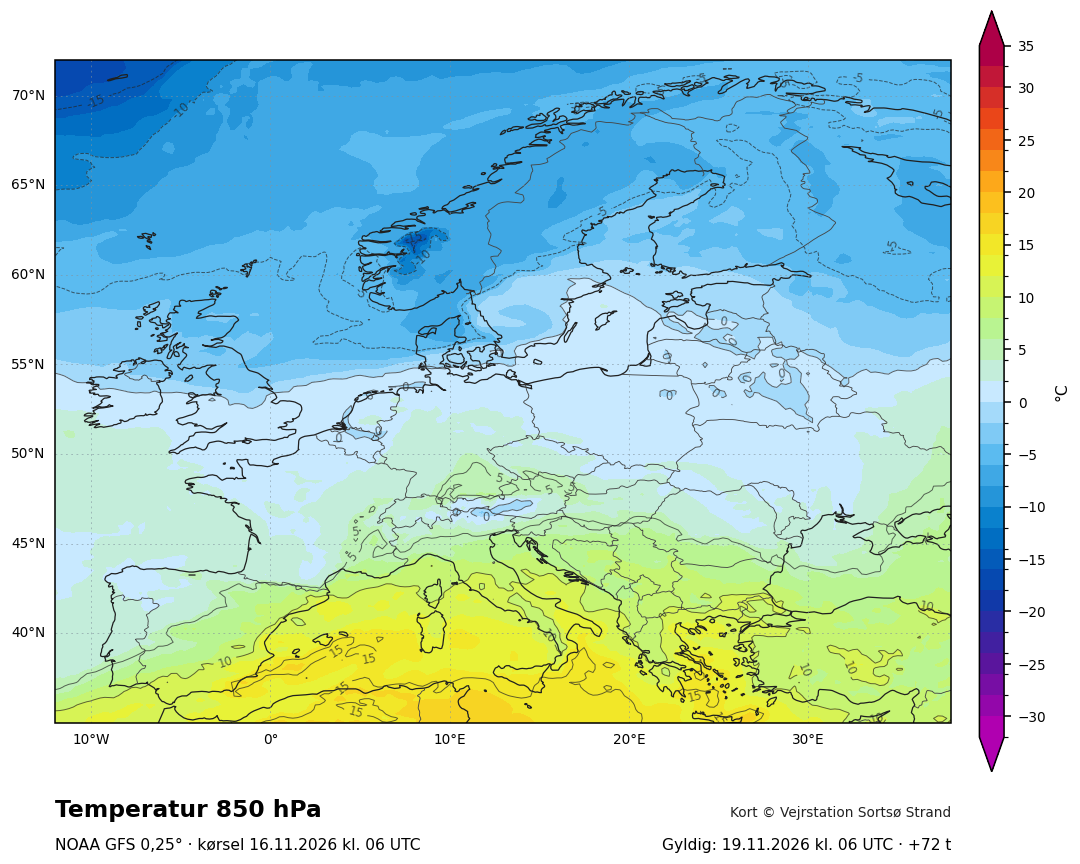 70°N
65°N
60°N
55°N
50°N
45°N
40°N
10°W
0°
10°E
20°E
30°E
35
30
25
20
15
10
5
0
−5
−10
−15
−20
−25
−30
°C
Temperatur 850 hPa
Kort © Vejrstation Sortsø Strand
NOAA GFS 0,25° · kørsel 16.11.2026 kl. 06 UTC
Gyldig: 19.11.2026 kl. 06 UTC · +72 t